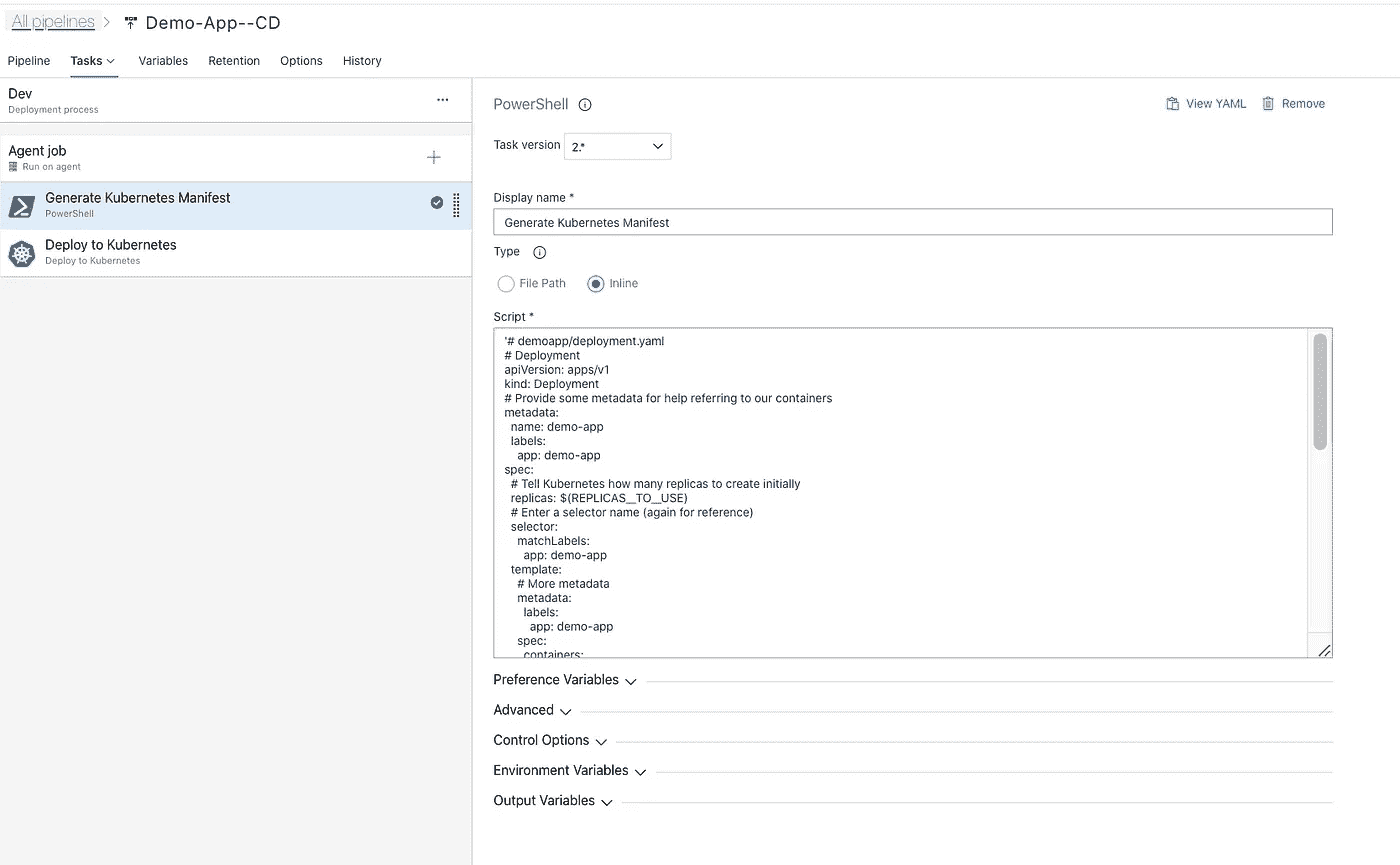 All pipelines > Demo-App--CD
Pipeline Tasks Variables Retention Options History
Dev
Deployment process
Agent job
Run on agent
Generate Kubernetes Manifest
PowerShell
Deploy to Kubernetes
Deploy to Kubernetes
PowerShell
View YAML Remove
Task version 2.*
Display name *
Generate Kubernetes Manifest
Type
File Path Inline
Script *
'# demoapp/deployment.yaml
# Deployment
apiVersion: apps/v1
kind: Deployment
# Provide some metadata for help referring to our containers
metadata:
  name: demo-app
  labels:
    app: demo-app
spec:
  # Tell Kubernetes how many replicas to create initially
  replicas: $(REPLICAS__TO__USE)
  # Enter a selector name (again for reference)
  selector:
    matchLabels:
      app: demo-app
  template:
    # More metadata
    metadata:
      labels:
        app: demo-app
    spec:
      containers:
Preference Variables
Advanced
Control Options
Environment Variables
Output Variables